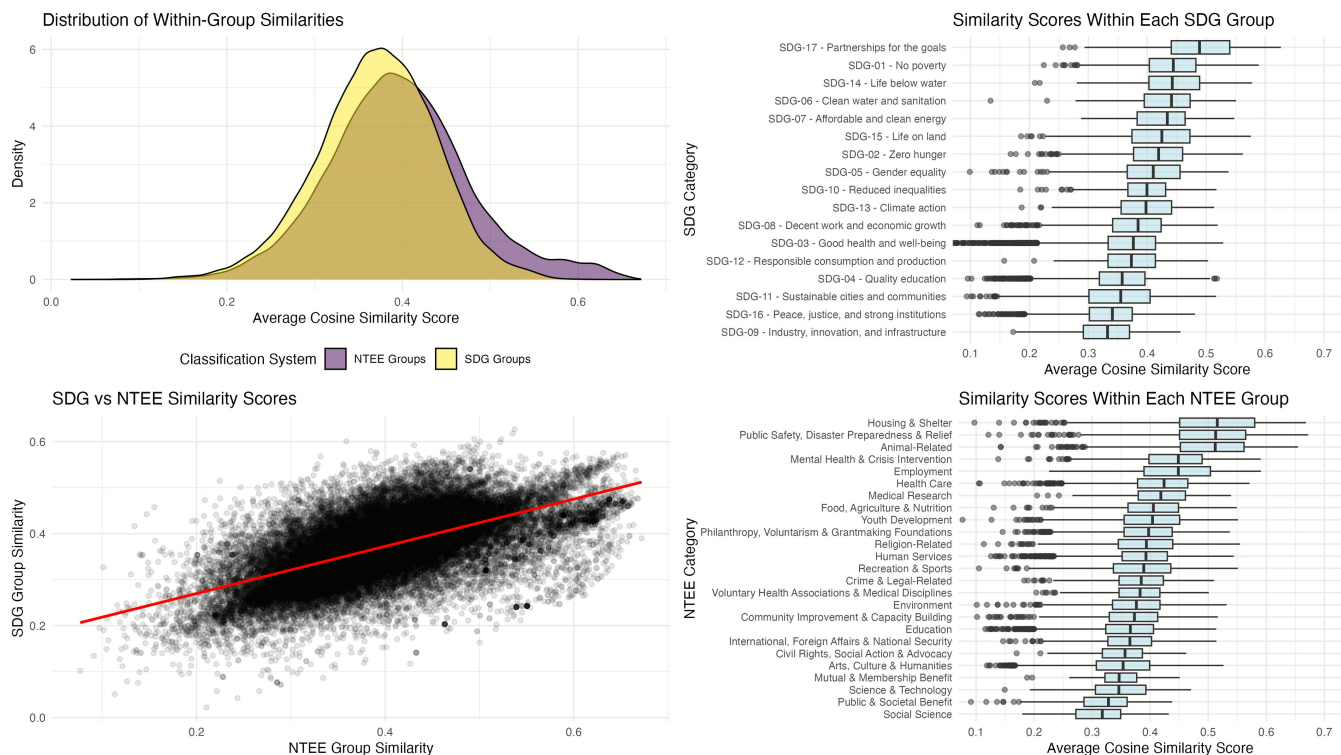 Distribution of Within-Group Similarities
Density
6
4
2
0
0.0 0.2 0.4 0.6
Average Cosine Similarity Score
Classification System NTEE Groups SDG Groups
Similarity Scores Within Each SDG Group
SDG Category
SDG-17 - Partnerships for the goals
SDG-01 - No poverty
SDG-14 - Life below water
SDG-06 - Clean water and sanitation
SDG-07 - Affordable and clean energy
SDG-15 - Life on land
SDG-02 - Zero hunger
SDG-05 - Gender equality
SDG-10 - Reduced inequalities
SDG-13 - Climate action
SDG-08 - Decent work and economic growth
SDG-03 - Good health and well-being
SDG-12 - Responsible consumption and production
SDG-04 - Quality education
SDG-11 - Sustainable cities and communities
SDG-16 - Peace, justice, and strong institutions
SDG-09 - Industry, innovation, and infrastructure
0.1 0.2 0.3 0.4 0.5 0.6 0.7
Average Cosine Similarity Score
SDG vs NTEE Similarity Scores
SDG Group Similarity
0.6
0.4
0.2
0.0
0.2 0.4 0.6
NTEE Group Similarity
Similarity Scores Within Each NTEE Group
NTEE Category
Housing & Shelter
Public Safety, Disaster Preparedness & Relief
Animal-Related
Mental Health & Crisis Intervention
Employment
Health Care
Medical Research
Food, Agriculture & Nutrition
Youth Development
Philanthropy, Voluntarism & Grantmaking Foundations
Religion-Related
Human Services
Recreation & Sports
Crime & Legal-Related
Voluntary Health Associations & Medical Disciplines
Environment
Community Improvement & Capacity Building
Education
International, Foreign Affairs & National Security
Civil Rights, Social Action & Advocacy
Arts, Culture & Humanities
Mutual & Membership Benefit
Science & Technology
Public & Societal Benefit
Social Science
0.1 0.2 0.3 0.4 0.5 0.6 0.7
Average Cosine Similarity Score